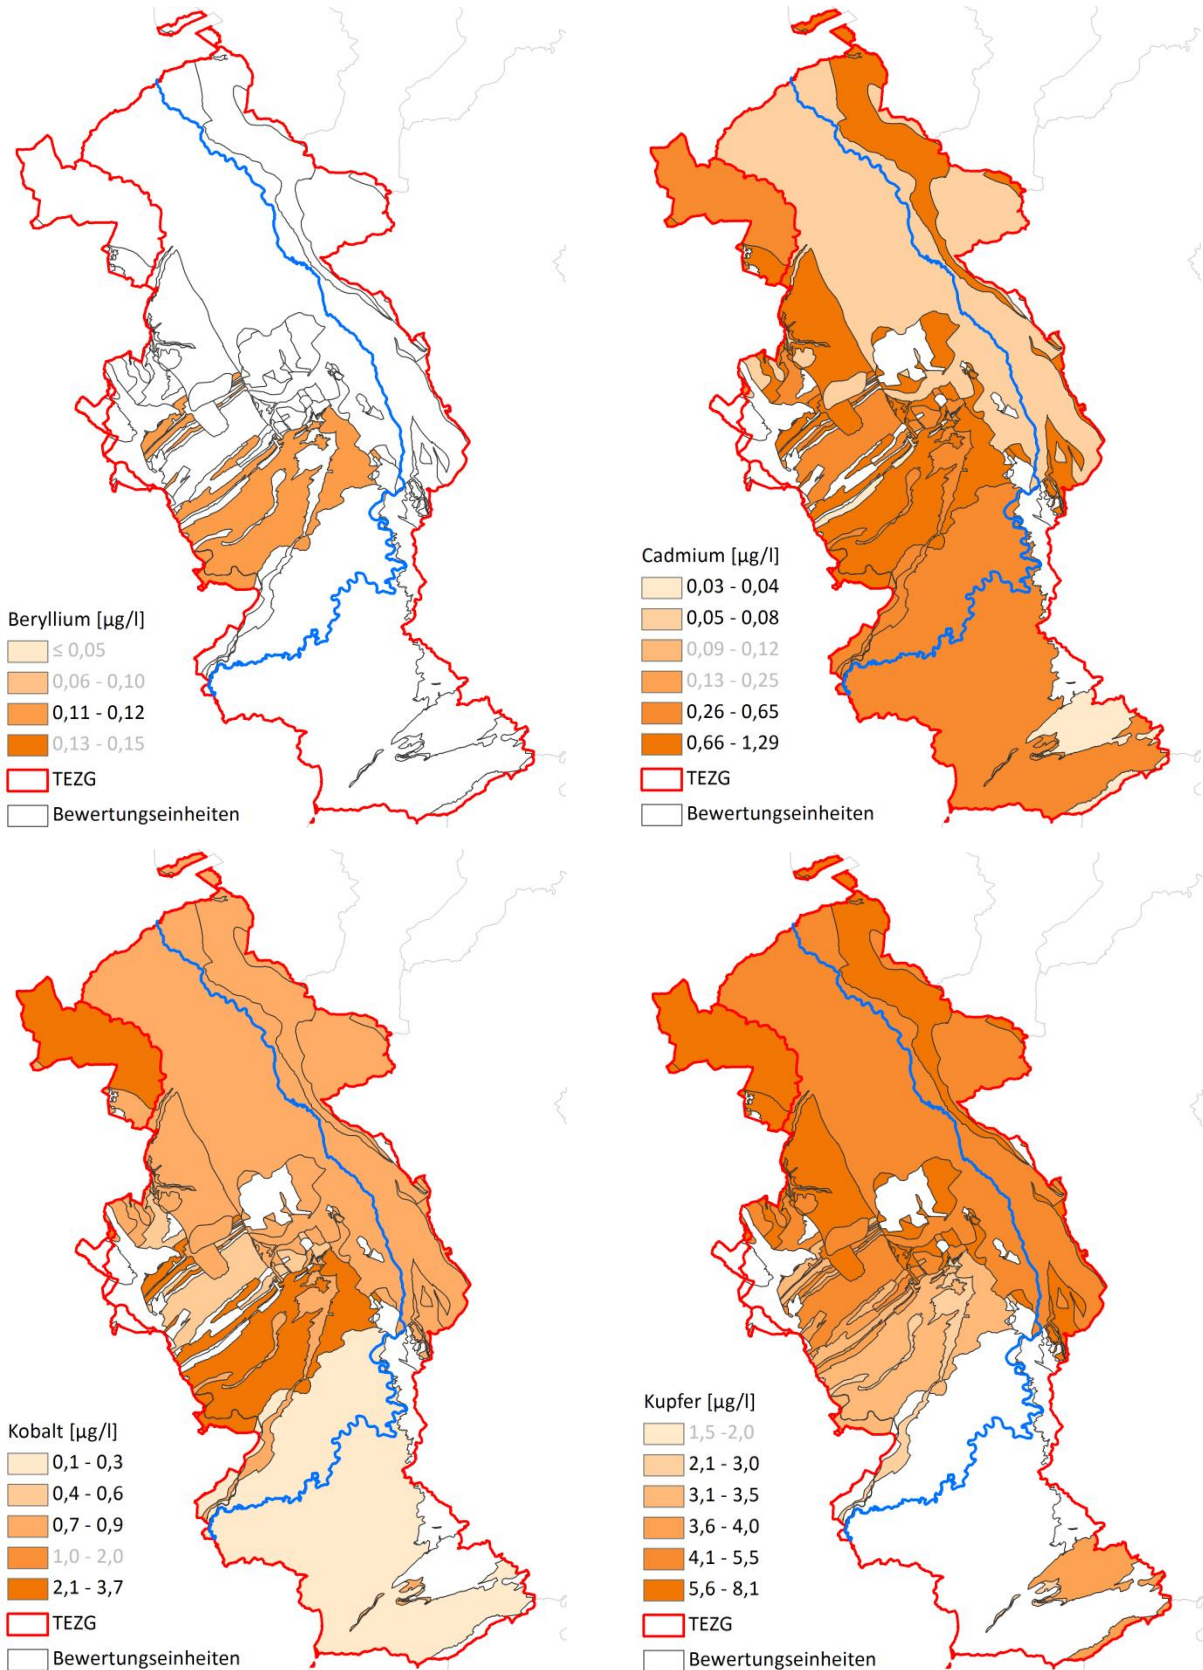 Beryllium [µg/l]
≤ 0,05
0,06 - 0,10
0,11 - 0,12
0,13 - 0,15
TEZG
Bewertungseinheiten
Cadmium [µg/l]
0,03 - 0,04
0,05 - 0,08
0,09 - 0,12
0,13 - 0,25
0,26 - 0,65
0,66 - 1,29
TEZG
Bewertungseinheiten
Kobalt [µg/l]
0,1 - 0,3
0,4 - 0,6
0,7 - 0,9
1,0 - 2,0
2,1 - 3,7
TEZG
Bewertungseinheiten
Kupfer [µg/l]
1,5 -2,0
2,1 - 3,0
3,1 - 3,5
3,6 - 4,0
4,1 - 5,5
5,6 - 8,1
TEZG
Bewertungseinheiten